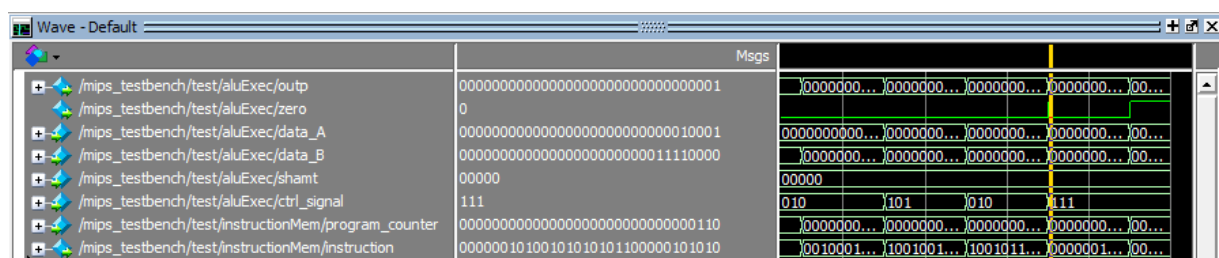 Wave - Default
Msgs
/mips_testbench/test/aluExec/outp 00000000000000000000000000000001 0000000... 0000000... 0000000... 0000000... 00...
/mips_testbench/test/aluExec/zero 0
/mips_testbench/test/aluExec/data_A 00000000000000000000000000010001 0000000000... 0000000... 0000000... 0000000... 00...
/mips_testbench/test/aluExec/data_B 00000000000000000000000011110000 0000000... 0000000... 0000000... 0000000... 00...
/mips_testbench/test/aluExec/shamt 00000 00000
/mips_testbench/test/aluExec/ctrl_signal 111 010 101 010 111
/mips_testbench/test/instructionMem/program_counter 00000000000000000000000000000110 0000000... 0000000... 0000000... 0000000... 00...
/mips_testbench/test/instructionMem/instruction 00000010100101010101100000101010 0010001... 1001001... 1001011... 0000001... 00...